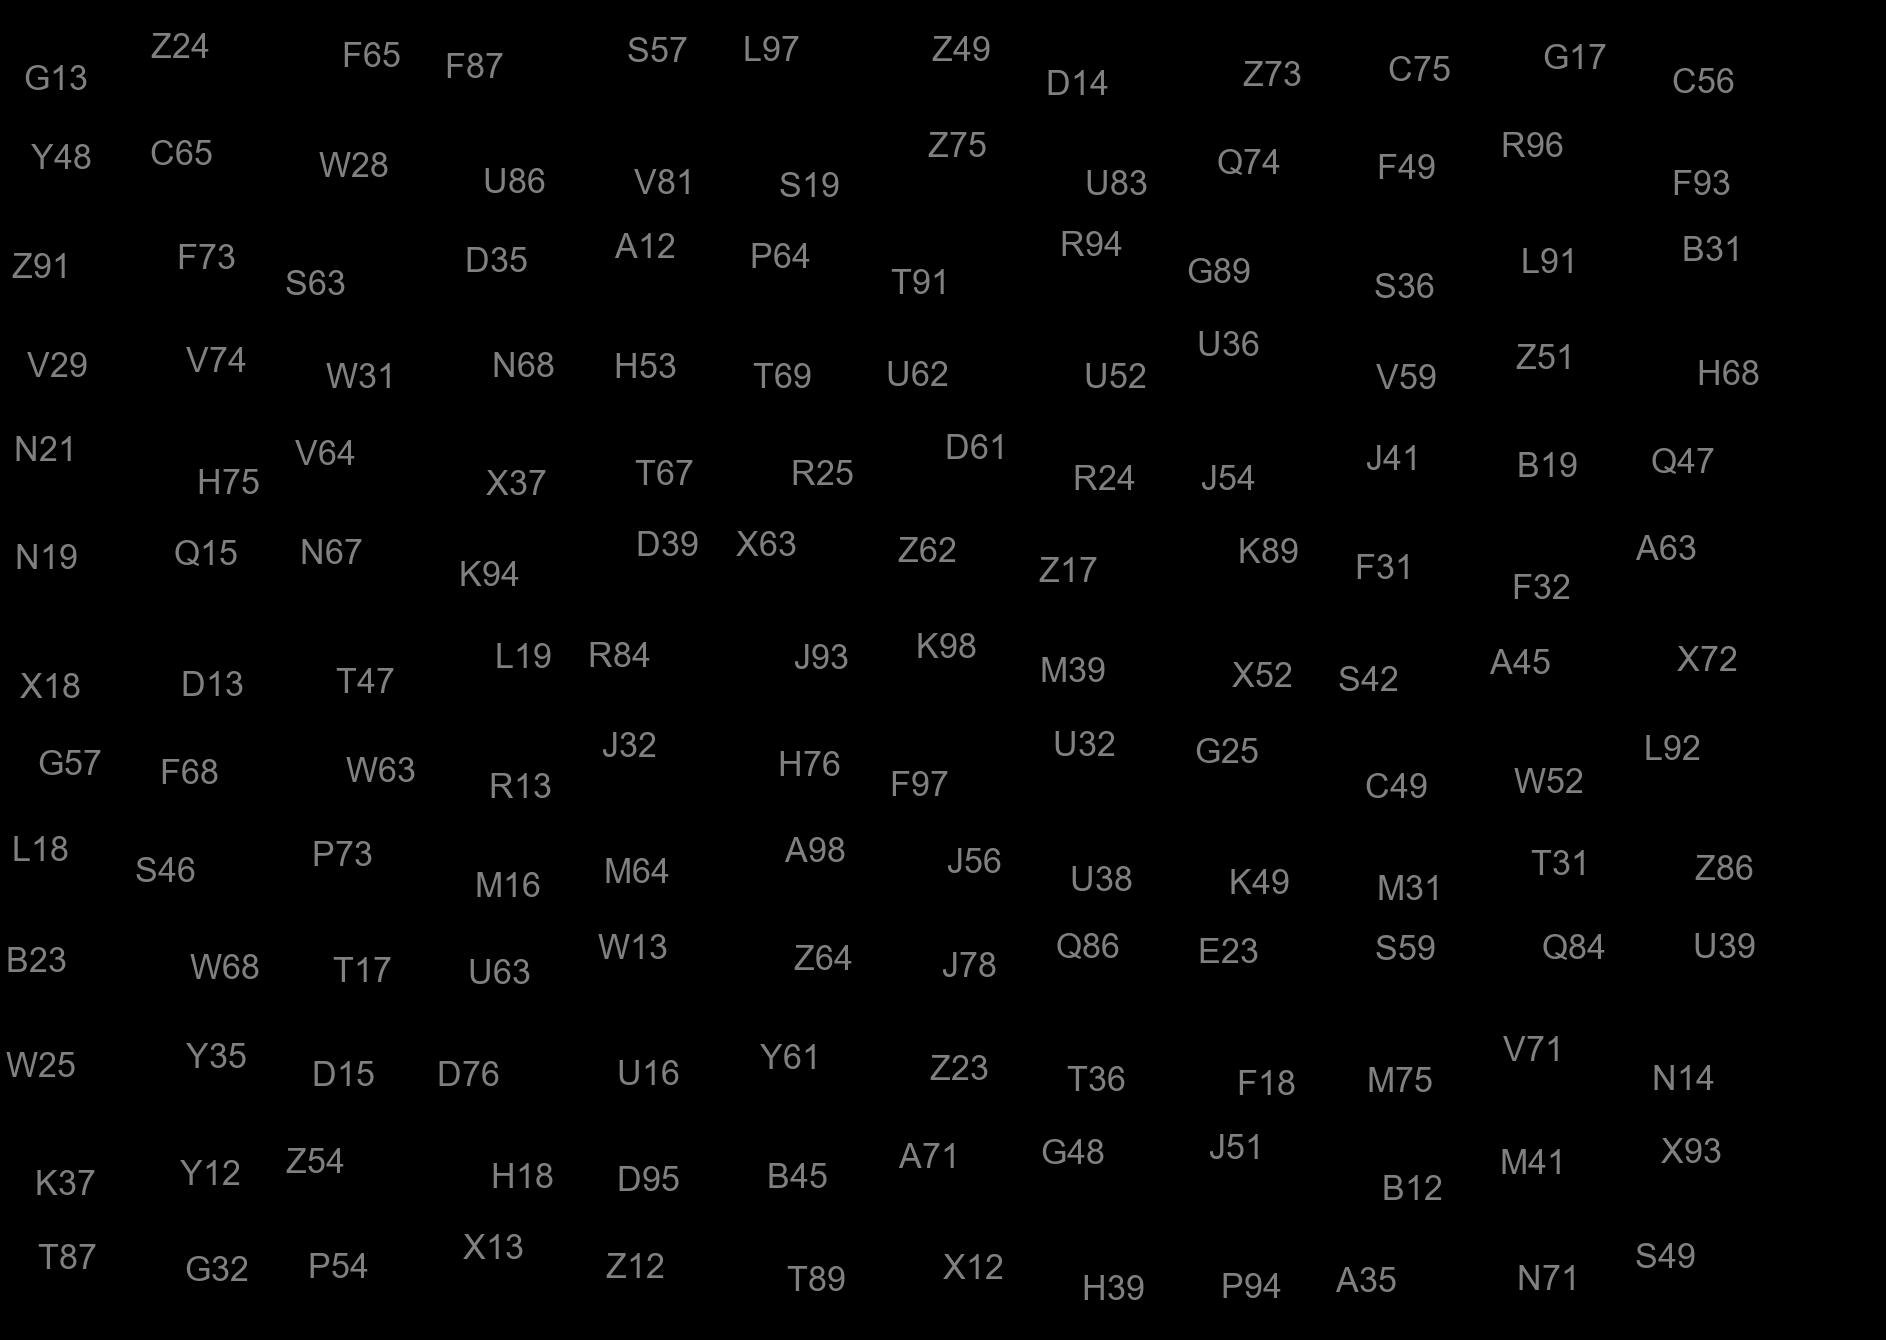 G13 Z24 F65 F87 S57 L97 Z49 D14 Z73 C75 G17 C56
Y48 C65 W28 U86 V81 S19 Z75 U83 Q74 F49 R96 F93
Z91 F73 S63 D35 A12 P64 T91 R94 G89 S36 L91 B31
V29 V74 W31 N68 H53 T69 U62 U52 U36 V59 Z51 H68
N21 H75 V64 X37 T67 R25 D61 R24 J54 J41 B19 Q47
N19 Q15 N67 K94 D39 X63 Z62 Z17 K89 F31 F32 A63
X18 D13 T47 L19 R84 J93 K98 M39 X52 S42 A45 X72
G57 F68 W63 R13 J32 H76 F97 U32 G25 C49 W52 L92
L18 S46 P73 M16 M64 A98 J56 U38 K49 M31 T31 Z86
B23 W68 T17 U63 W13 Z64 J78 Q86 E23 S59 Q84 U39
W25 Y35 D15 D76 U16 Y61 Z23 T36 F18 M75 V71 N14
K37 Y12 Z54 H18 D95 B45 A71 G48 J51 B12 M41 X93
T87 G32 P54 X13 Z12 T89 X12 H39 P94 A35 N71 S49